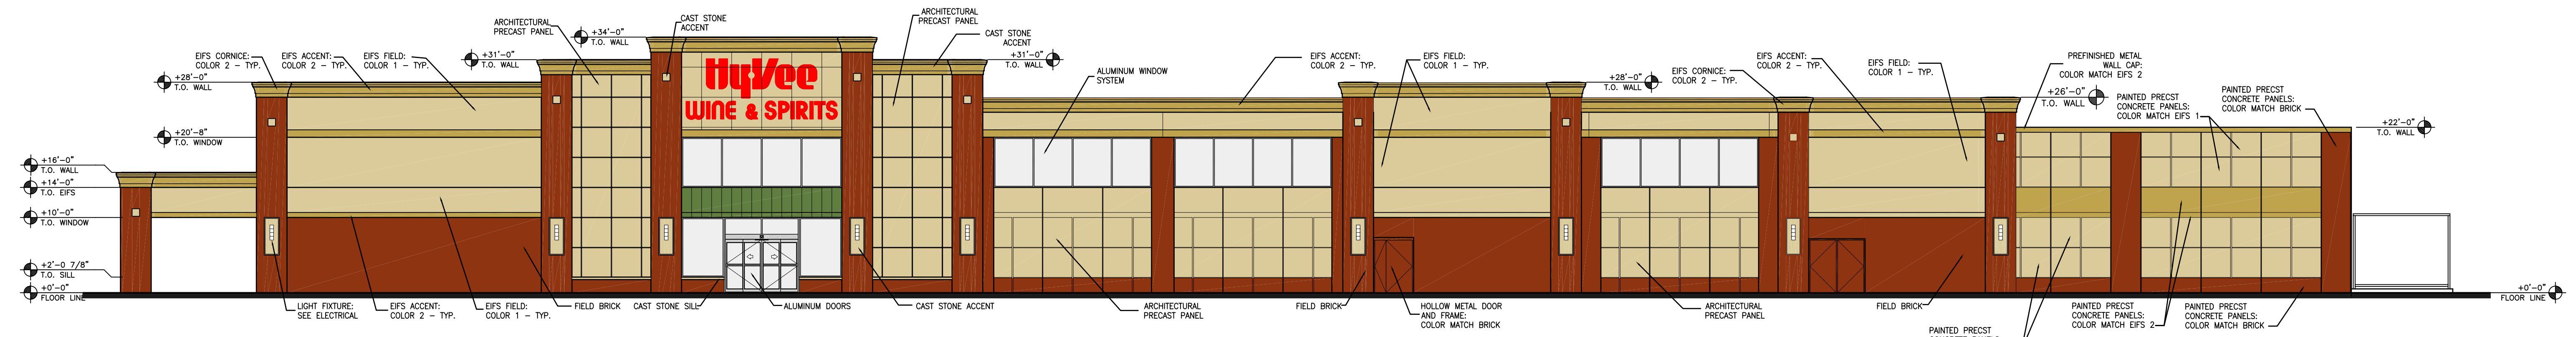 ARCHITECTURAL
PRECAST PANEL
CAST STONE
ACCENT
ARCHITECTURAL
PRECAST PANEL
CAST STONE
ACCENT
+34'-0"
T.O. WALL
+31'-0"
T.O. WALL
+31'-0"
T.O. WALL
EIFS CORNICE:
COLOR 2 - TYP.
EIFS ACCENT:
COLOR 2 - TYP.
EIFS FIELD:
COLOR 1 - TYP.
+28'-0"
T.O. WALL
+20'-8"
T.O. WINDOW
+16'-0"
T.O. WALL
+14'-0"
T.O. EIFS
+10'-0"
T.O. WINDOW
+2'-0 7/8"
T.O. SILL
+0'-0"
FLOOR LINE
HyVee
WINE & SPIRITS
ALUMINUM WINDOW
SYSTEM
EIFS ACCENT:
COLOR 2 - TYP.
EIFS FIELD:
COLOR 1 - TYP.
+28'-0"
T.O. WALL
EIFS CORNICE:
COLOR 2 - TYP.
EIFS ACCENT:
COLOR 2 - TYP.
EIFS FIELD:
COLOR 1 - TYP.
PREFINISHED METAL
WALL CAP:
COLOR MATCH EIFS 2
+26'-0"
T.O. WALL
PAINTED PRECST
CONCRETE PANELS:
COLOR MATCH EIFS 1
PAINTED PRECST
CONCRETE PANELS:
COLOR MATCH BRICK
+22'-0"
T.O. WALL
+0'-0"
FLOOR LINE
LIGHT FIXTURE:
SEE ELECTRICAL
EIFS ACCENT:
COLOR 2 - TYP.
EIFS FIELD:
COLOR 1 - TYP.
FIELD BRICK
CAST STONE SILL
ALUMINUM DOORS
CAST STONE ACCENT
ARCHITECTURAL
PRECAST PANEL
FIELD BRICK
HOLLOW METAL DOOR
AND FRAME:
COLOR MATCH BRICK
ARCHITECTURAL
PRECAST PANEL
FIELD BRICK
PAINTED PRECST
PAINTED PRECST
CONCRETE PANELS:
COLOR MATCH EIFS 2
PAINTED PRECST
CONCRETE PANELS:
COLOR MATCH BRICK